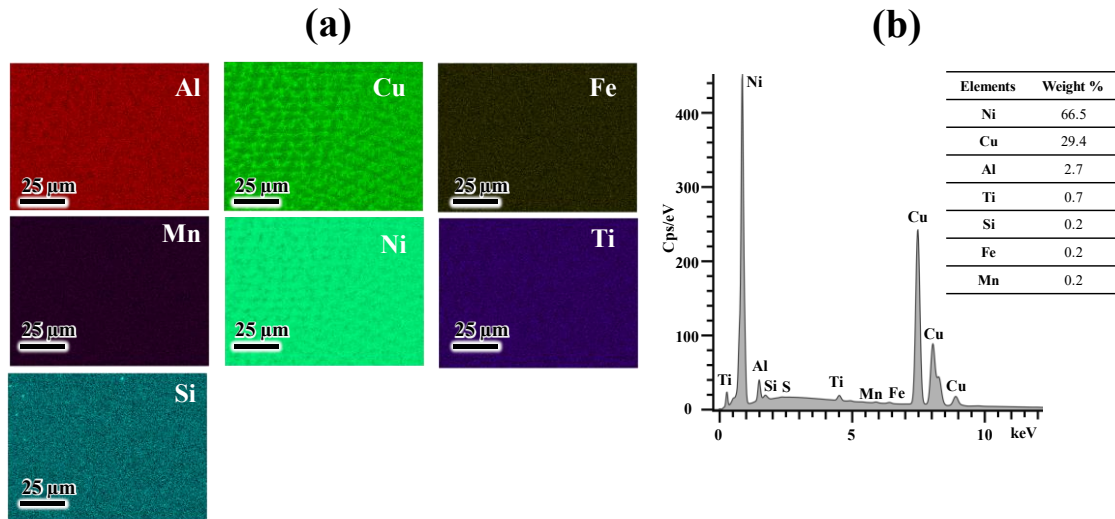 (a)
Al
25 µm
Cu
25 µm
Fe
25 µm
Mn
25 µm
Ni
25 µm
Ti
25 µm
Si
25 µm
(b)
Cps/eV
400
300
200
100
0
Ni
Cu
Cu
Cu
Ti
Al
Si
S
Ti
Mn
Fe
0
5
10
keV
Elements Weight %
Ni 66.5
Cu 29.4
Al 2.7
Ti 0.7
Si 0.2
Fe 0.2
Mn 0.2